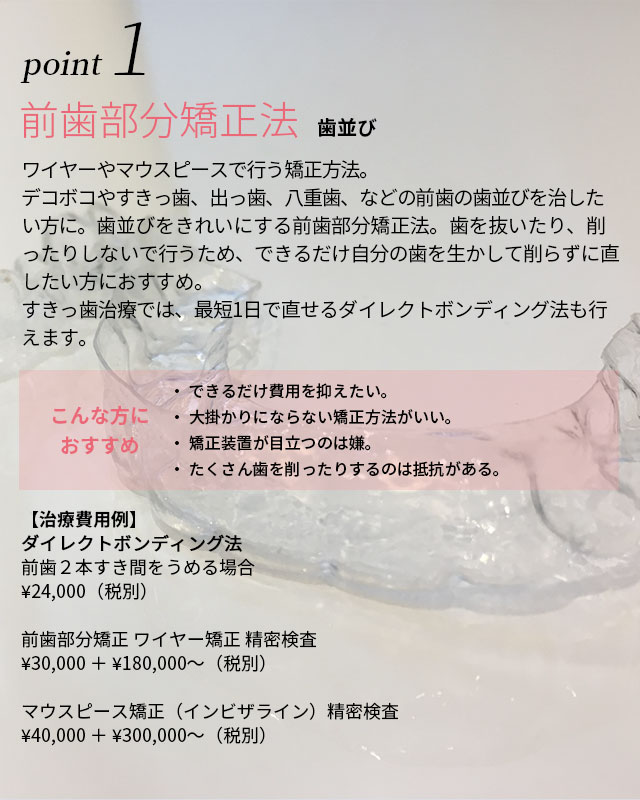 point 1
前歯部分矯正法 歯並び
ワイヤーやマウスピースで行う矯正方法。
デコボコやすきっ歯、出っ歯、八重歯、などの前歯の歯並びを治した
い方に。歯並びをきれいにする前歯部分矯正法。歯を抜いたり、削
ったりしないで行うため、できるだけ自分の歯を生かして削らずに直
したい方におすすめ。
すきっ歯治療では、最短1日で直せるダイレクトボンディング法も行
えます。
こんな方に
おすすめ
・ できるだけ費用を抑えたい。
・ 大掛かりにならない矯正方法がいい。
・ 矯正装置が目立つのは嫌。
・ たくさん歯を削ったりするのは抵抗がある。
【治療費用例】
ダイレクトボンディング法
前歯２本すき間をうめる場合
¥24,000（税別）
前歯部分矯正 ワイヤー矯正 精密検査
¥30,000 ＋ ¥180,000〜（税別）
マウスピース矯正（インビザライン）精密検査
¥40,000 ＋ ¥300,000〜（税別）